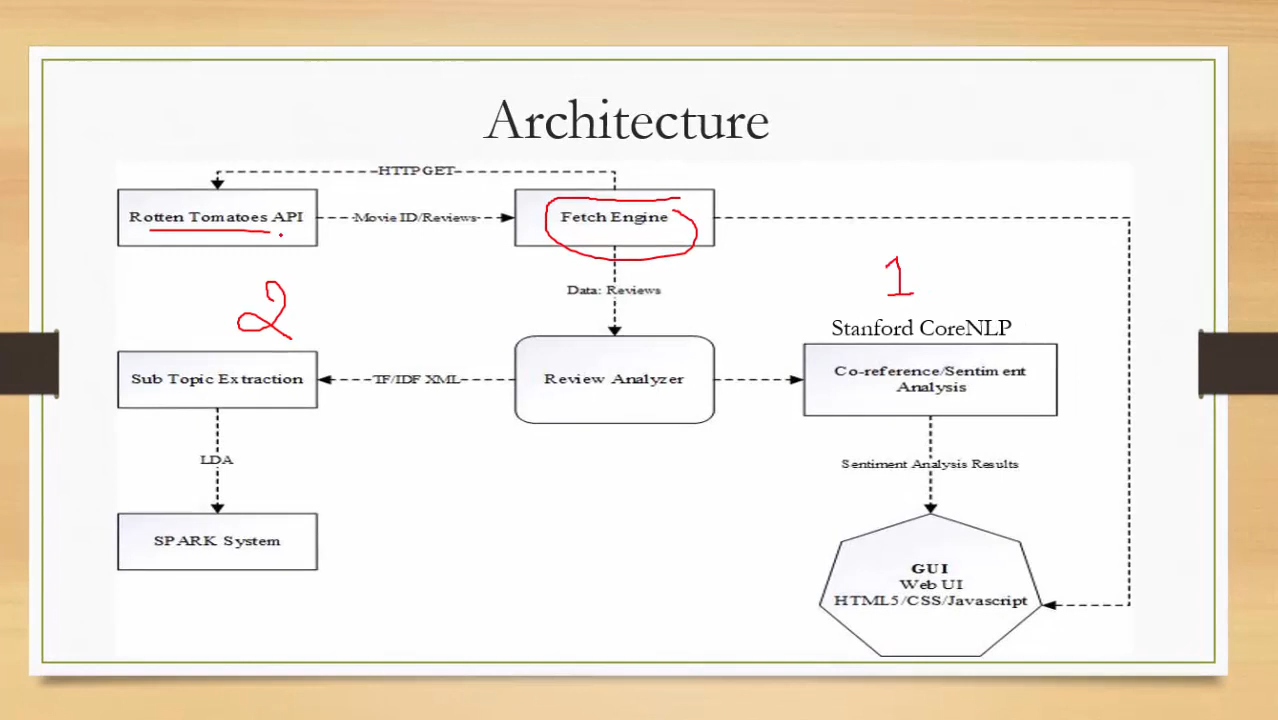 Architecture
HTTP GET
Rotten Tomatoes API
Movie ID/Reviews
Fetch Engine
Data: Reviews
2
1
Stanford CoreNLP
Sub Topic Extraction
TF/IDF XML
Review Analyzer
Co-reference/Sentiment
Analysis
LDA
Sentiment Analysis Results
SPARK System
GUI
Web UI
HTML5/CSS/Javascript